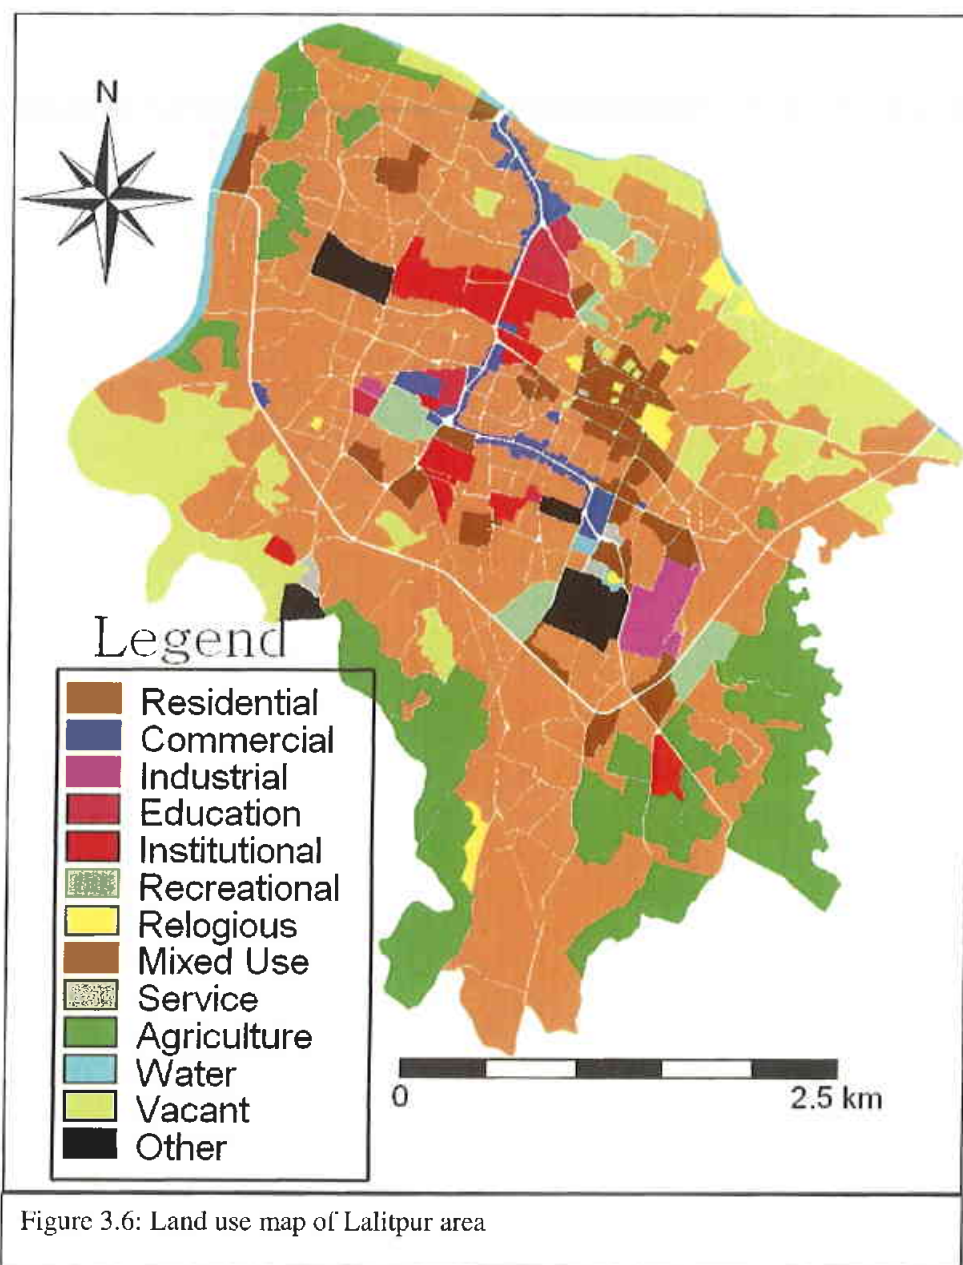 N
Legend
Residential
Commercial
Industrial
Education
Institutional
Recreational
Relogious
Mixed Use
Service
Agriculture
Water
Vacant
Other
0 2.5 km
Figure 3.6: Land use map of Lalitpur area